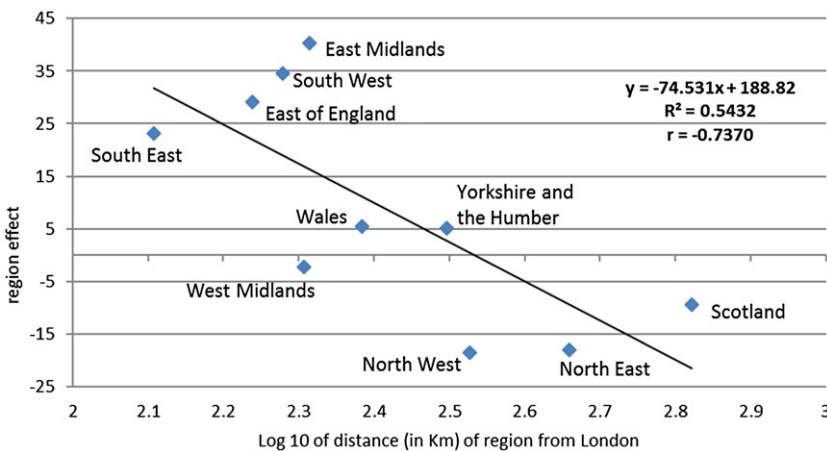 45
35
25
15
5
-5
-15
-25
region effect
East Midlands
South West
East of England
South East
y = -74.531x + 188.82
R² = 0.5432
r = -0.7370
Yorkshire and
the Humber
Wales
West Midlands
Scotland
North West
North East
2 2.1 2.2 2.3 2.4 2.5 2.6 2.7 2.8 2.9 3
Log 10 of distance (in Km) of region from London